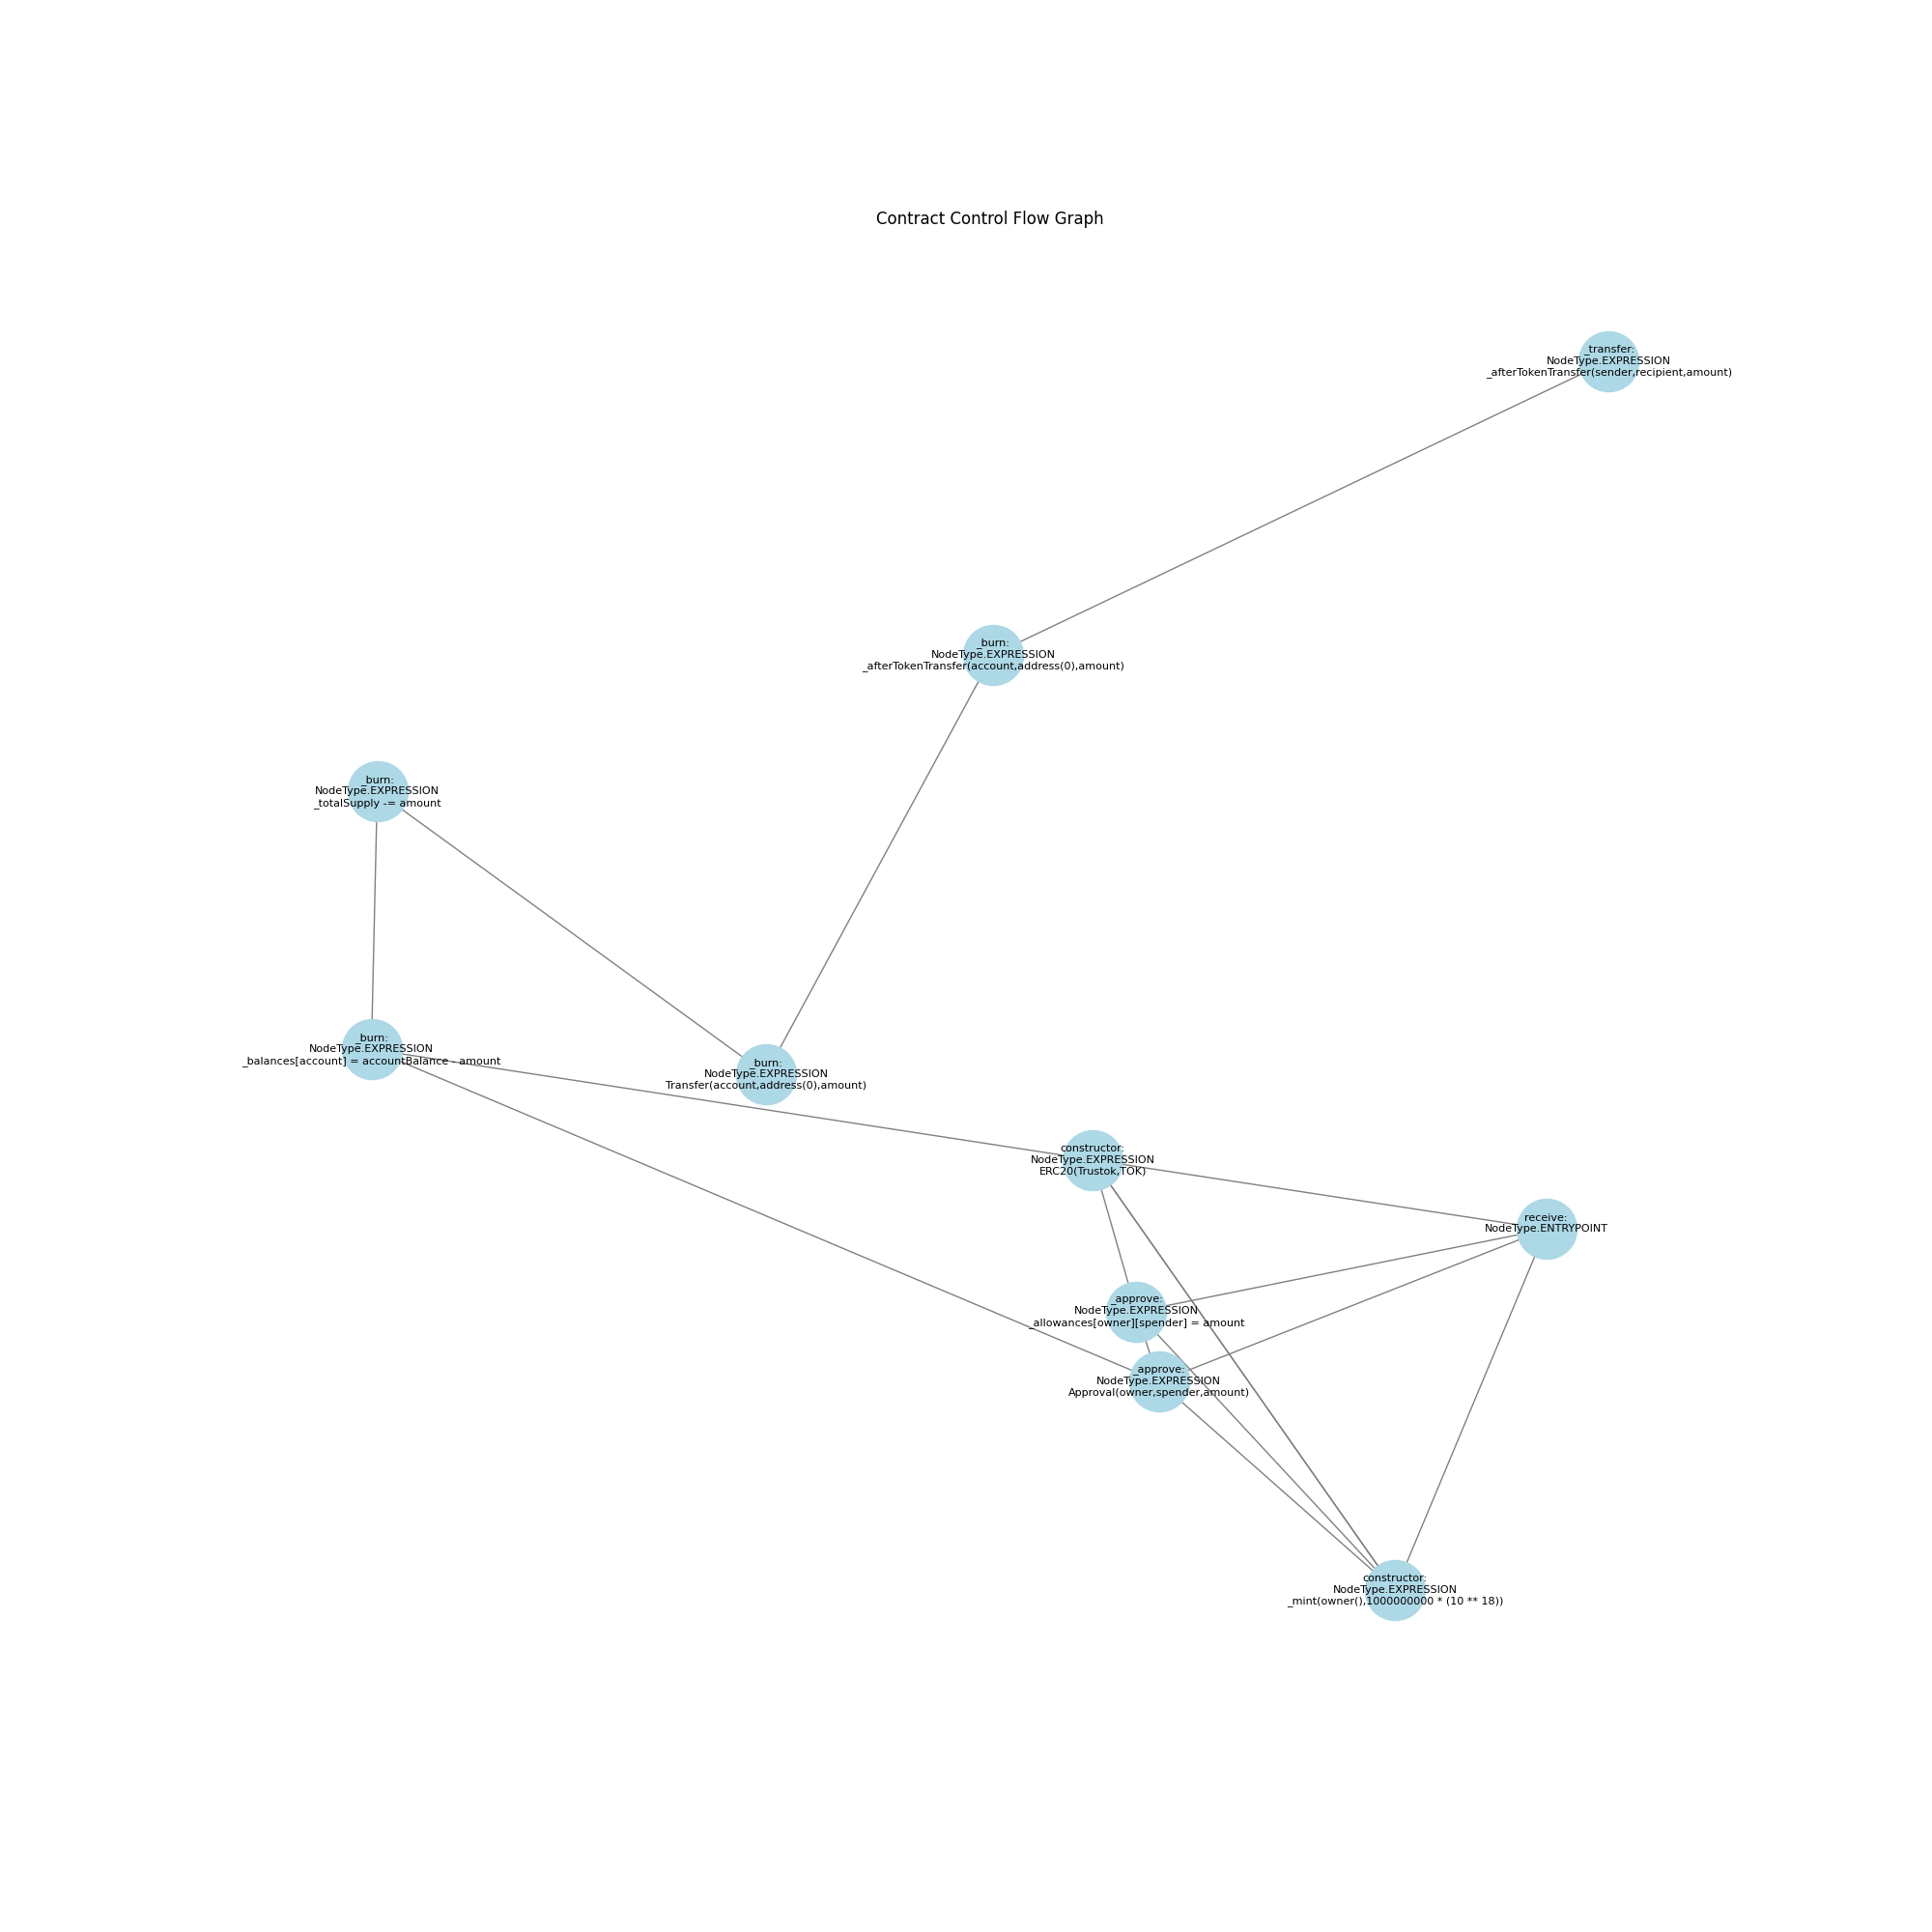 Contract Control Flow Graph
_transfer:
NodeType.EXPRESSION
_afterTokenTransfer(sender,recipient,amount)
_burn:
NodeType.EXPRESSION
_afterTokenTransfer(account,address(0),amount)
_burn:
NodeType.EXPRESSION
_totalSupply -= amount
_burn:
NodeType.EXPRESSION
_balances[account] = accountBalance - amount
_burn:
NodeType.EXPRESSION
Transfer(account,address(0),amount)
constructor:
NodeType.EXPRESSION
ERC20(Trustok,TOK)
receive:
NodeType.ENTRYPOINT
_approve:
NodeType.EXPRESSION
_allowances[owner][spender] = amount
_approve:
NodeType.EXPRESSION
Approval(owner,spender,amount)
constructor:
NodeType.EXPRESSION
_mint(owner(),1000000000 * (10 ** 18))